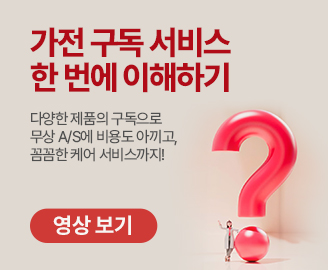 가전 구독 서비스
한 번에 이해하기
다양한 제품의 구독으로
무상 A/S에 비용도 아끼고,
꼼꼼한 케어 서비스까지!
영상 보기